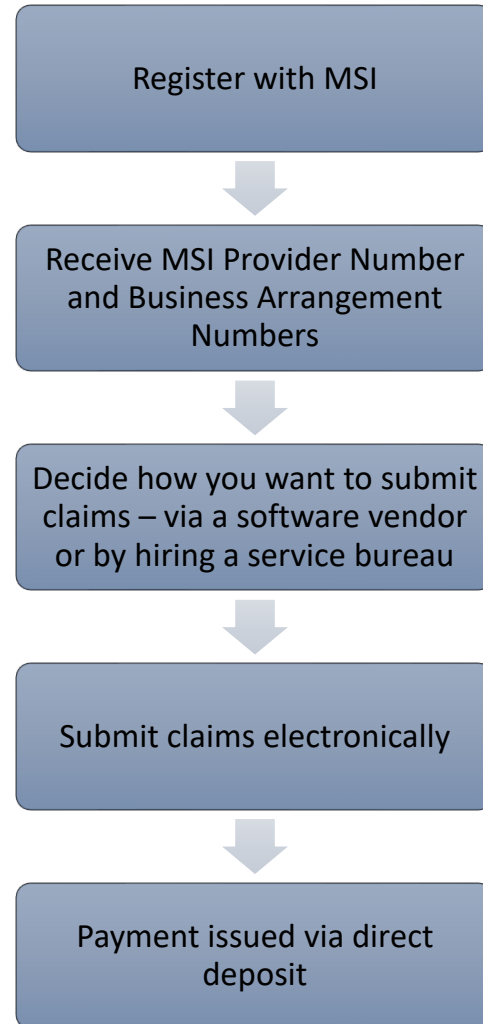 Register with MSI
Receive MSI Provider Number
and Business Arrangement
Numbers
Decide how you want to submit
claims – via a software vendor
or by hiring a service bureau
Submit claims electronically
Payment issued via direct
deposit